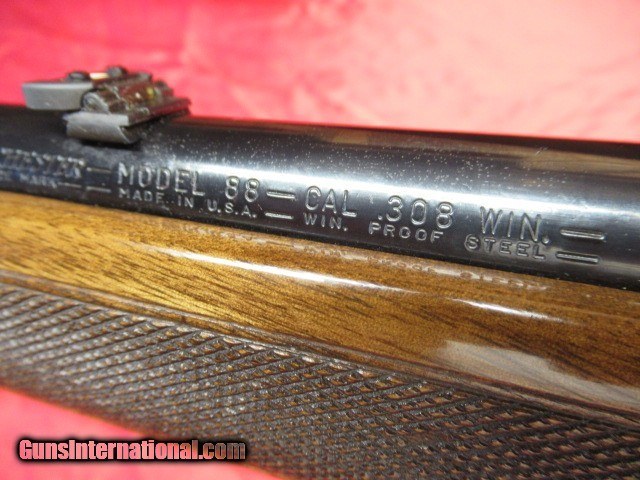 MODEL 88 — CAL .308 WIN. —
MADE IN U.S.A. — WIN. PROOF STEEL —
GunsInternational.com